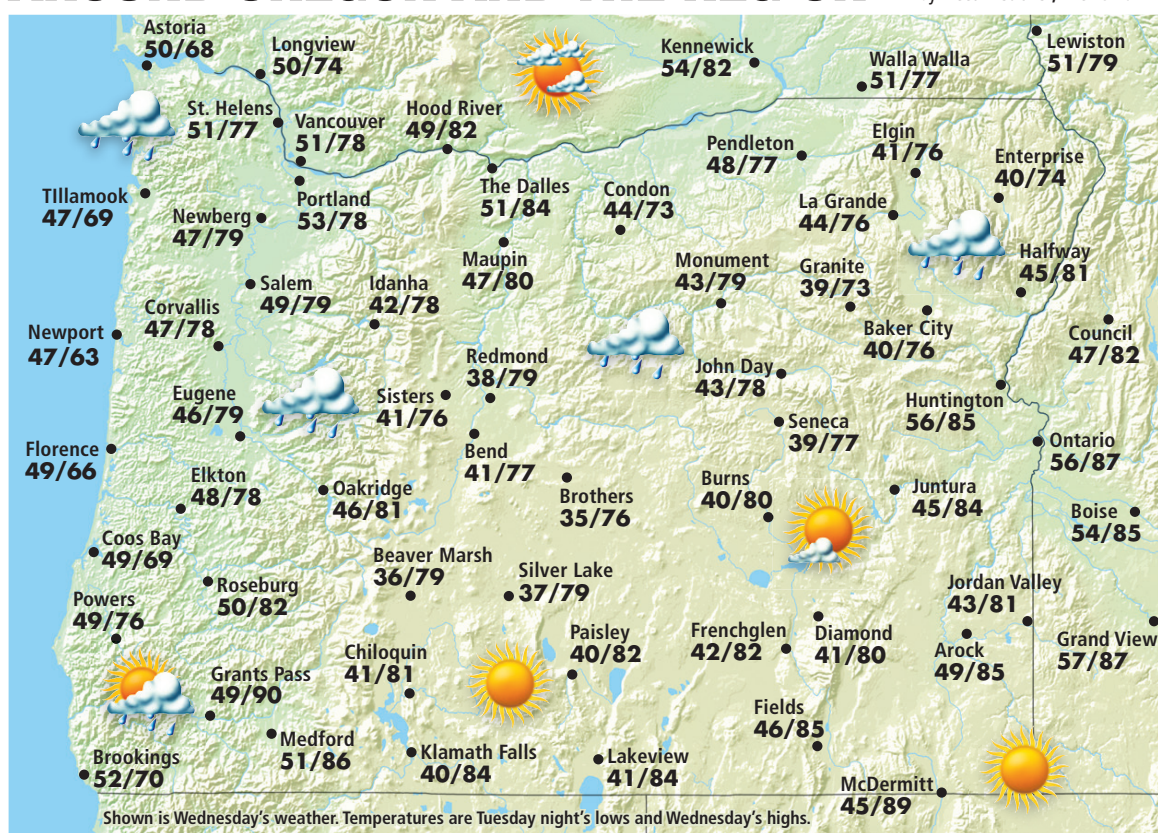 Astoria
50/68
Longview
50/74
Kennewick
54/82
Walla Walla
51/77
Lewiston
51/79
St. Helens
51/77
Vancouver
51/78
Hood River
49/82
Pendleton
48/77
Elgin
41/76
Enterprise
40/74
TIllamook
47/69
Newberg
47/79
Portland
53/78
The Dalles
51/84
Condon
44/73
La Grande
44/76
Maupin
47/80
Monument
43/79
Granite
39/73
Halfway
45/81
Salem
49/79
Idanha
42/78
Corvallis
47/78
Newport
47/63
Baker City
40/76
Council
47/82
Redmond
38/79
John Day
43/78
Eugene
46/79
Sisters
41/76
Huntington
56/85
Seneca
39/77
Florence
49/66
Bend
41/77
Ontario
56/87
Elkton
48/78
Oakridge
46/81
Brothers
35/76
Burns
40/80
Juntura
45/84
Boise
54/85
Coos Bay
49/69
Beaver Marsh
36/79
Silver Lake
37/79
Roseburg
50/82
Jordan Valley
43/81
Powers
49/76
Paisley
40/82
Frenchglen
42/82
Diamond
41/80
Arock
49/85
Grand View
57/87
Chiloquin
41/81
Grants Pass
49/90
Fields
46/85
Medford
51/86
Klamath Falls
40/84
Lakeview
41/84
Brookings
52/70
McDermitt
45/89
Shown is Wednesday's weather. Temperatures are Tuesday night's lows and Wednesday's highs.